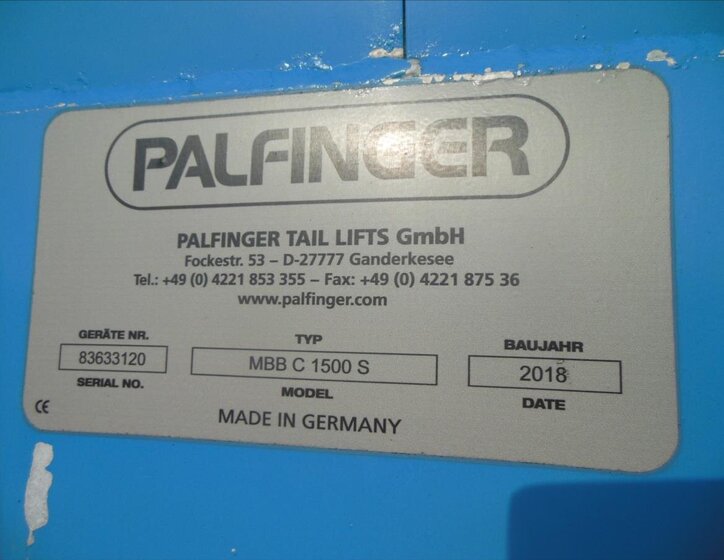 PALFINGER
PALFINGER TAIL LIFTS GmbH
Fockestr. 53 – D-27777 Ganderkesee
Tel.: +49 (0) 4221 853 355 – Fax: +49 (0) 4221 875 36
www.palfinger.com
GERÄTE NR. TYP BAUJAHR
83633120 MBB C 1500 S 2018
SERIAL NO. MODEL DATE
CE MADE IN GERMANY